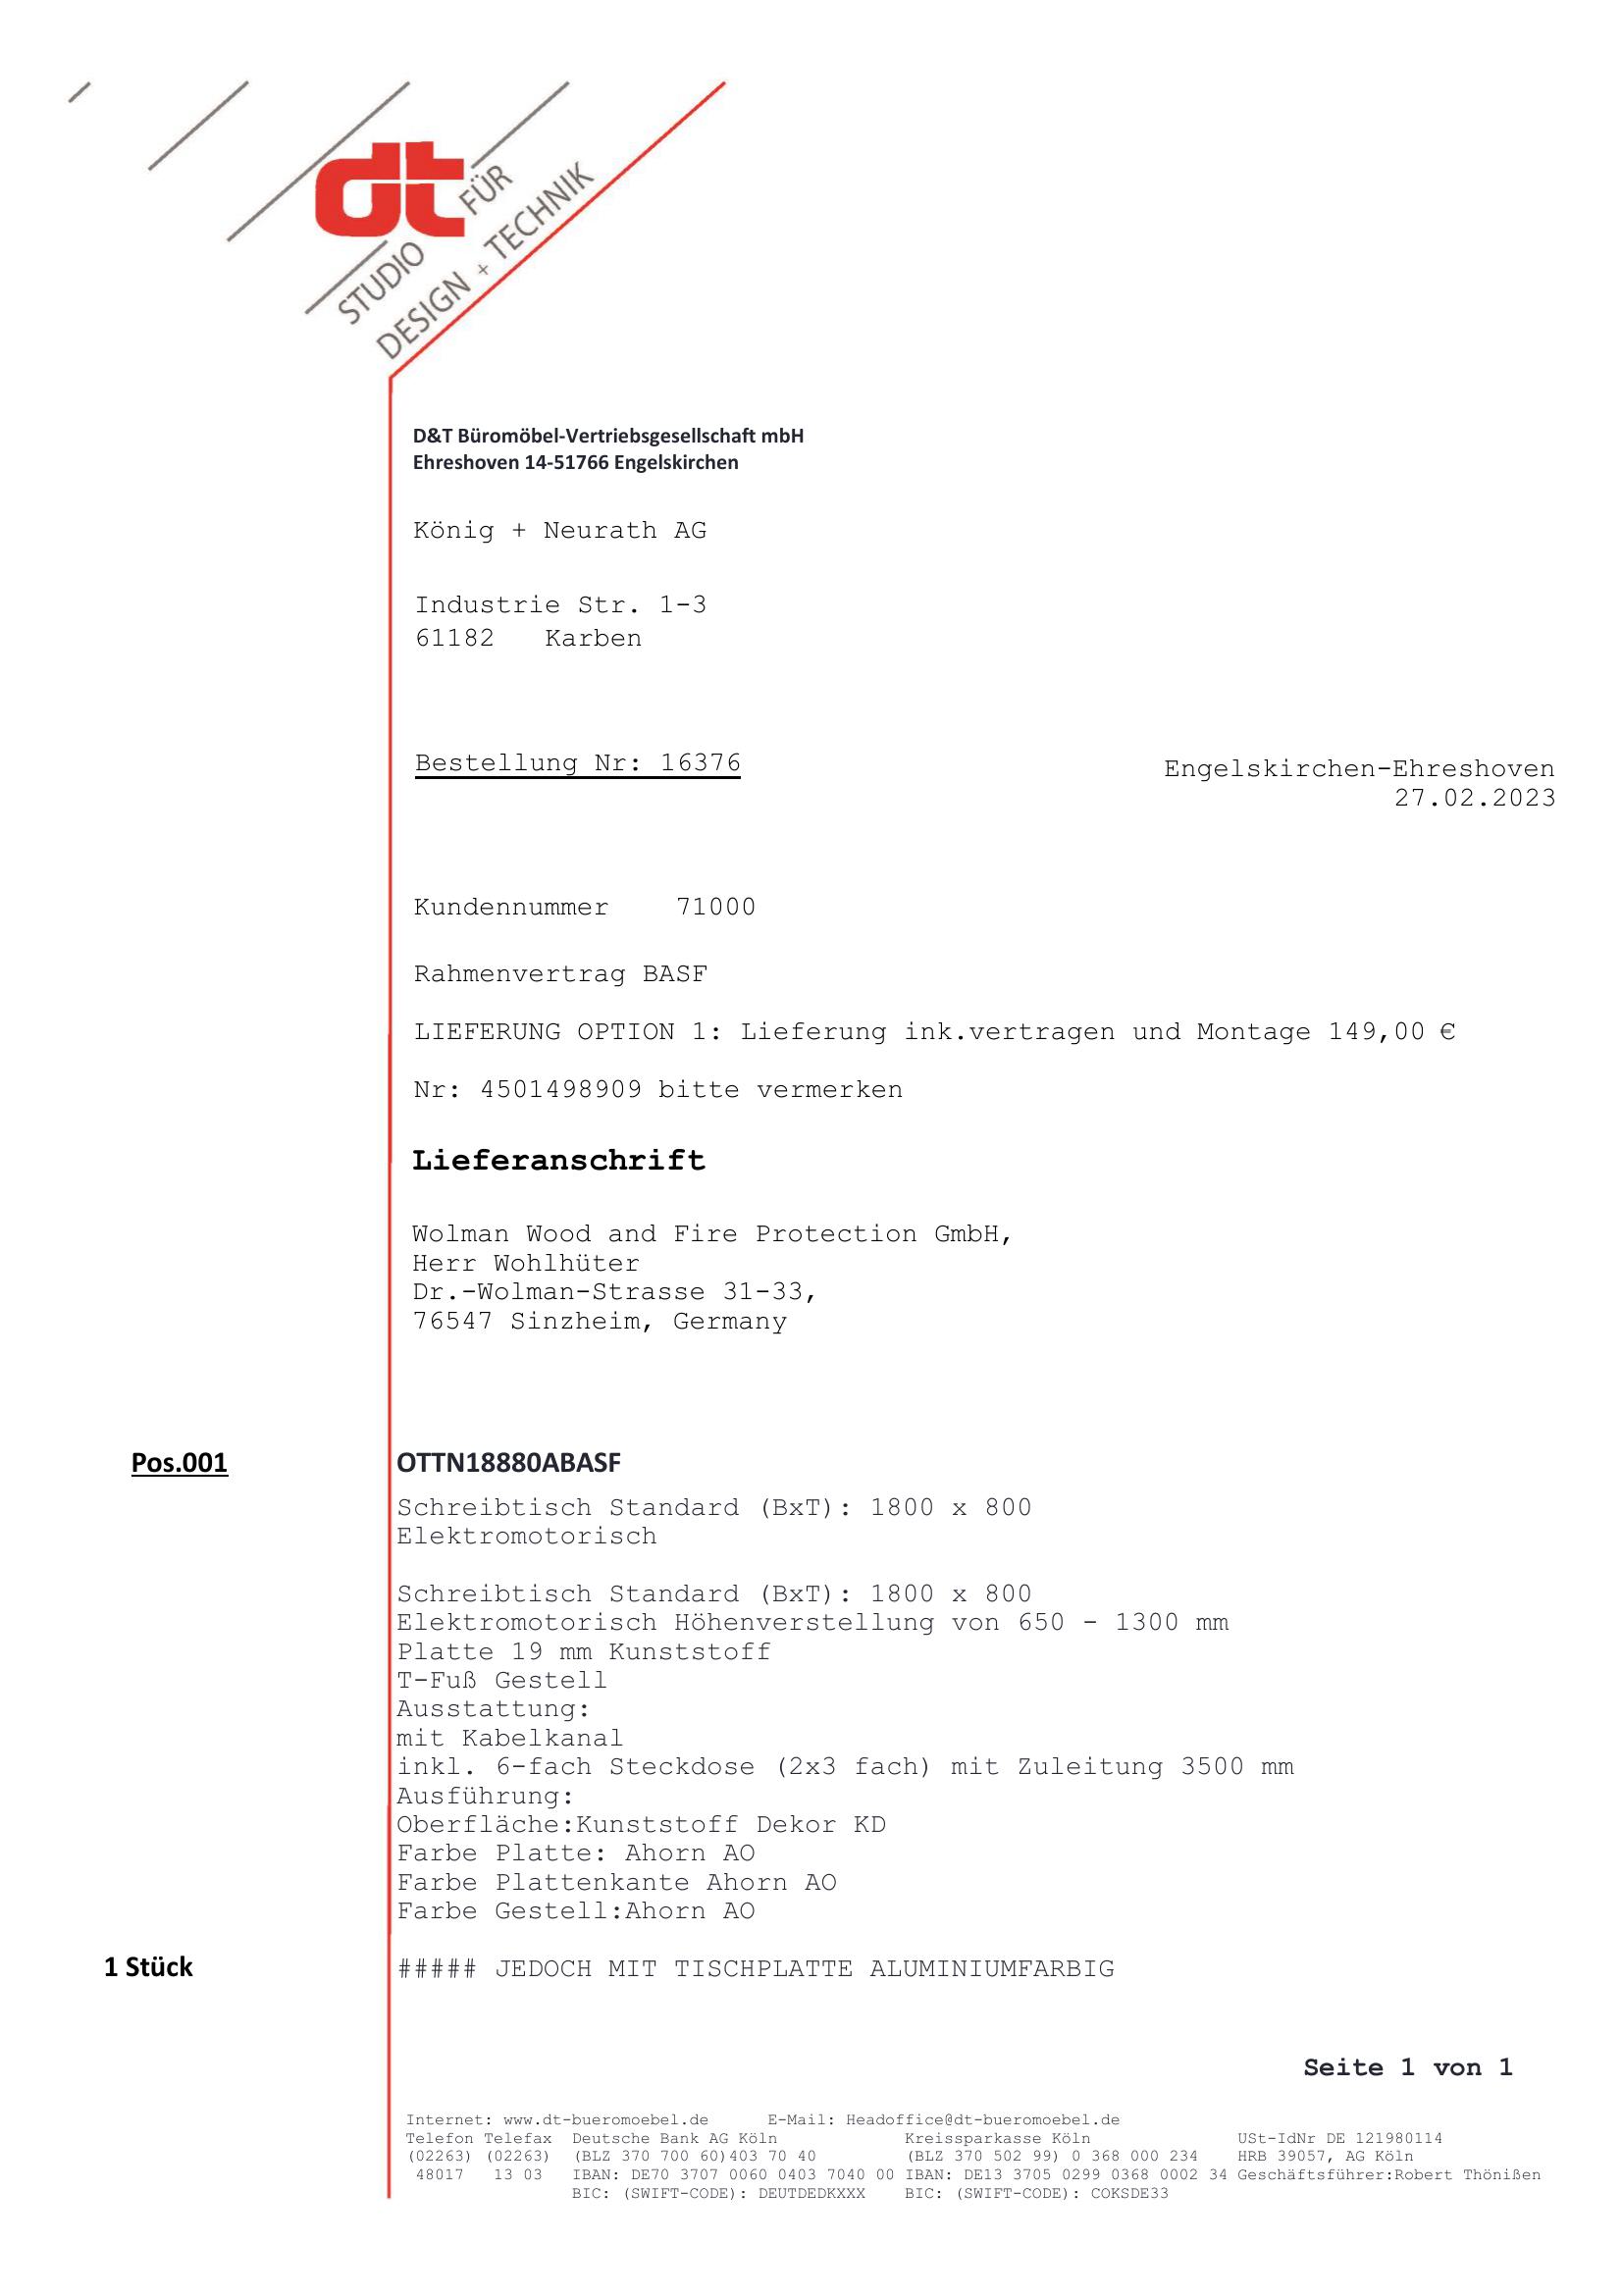 dt
STUDIO FÜR
DESIGN + TECHNIK
D&T Büromöbel-Vertriebsgesellschaft mbH
Ehreshoven 14-51766 Engelskirchen
König + Neurath AG
Industrie Str. 1-3
61182 Karben
Bestellung Nr: 16376
Engelskirchen-Ehreshoven
27.02.2023
Kundennummer 71000
Rahmenvertrag BASF
LIEFERUNG OPTION 1: Lieferung ink.vertragen und Montage 149,00 €
Nr: 4501498909 bitte vermerken
Lieferanschrift
Wolman Wood and Fire Protection GmbH,
Herr Wohlhüter
Dr.-Wolman-Strasse 31-33,
76547 Sinzheim, Germany
Pos.001 OTTN18880ABASF
Schreibtisch Standard (BxT): 1800 x 800
Elektromotorisch
Schreibtisch Standard (BxT): 1800 x 800
Elektromotorisch Höhenverstellung von 650 - 1300 mm
Platte 19 mm Kunststoff
T-Fuß Gestell
Ausstattung:
mit Kabelkanal
inkl. 6-fach Steckdose (2x3 fach) mit Zuleitung 3500 mm
Ausführung:
Oberfläche:Kunststoff Dekor KD
Farbe Platte: Ahorn AO
Farbe Plattenkante Ahorn AO
Farbe Gestell:Ahorn AO
1 Stück ##### JEDOCH MIT TISCHPLATTE ALUMINIUMFARBIG
Seite 1 von 1
Internet: www.dt-bueromoebel.de E-Mail: Headoffice@dt-bueromoebel.de
Telefon Telefax Deutsche Bank AG Köln Kreissparkasse Köln USt-IdNr DE 121980114
(02263) (02263) (BLZ 370 700 60)403 70 40 (BLZ 370 502 99) 0 368 000 234 HRB 39057, AG Köln
48017 13 03 IBAN: DE70 3707 0060 0403 7040 00 IBAN: DE13 3705 0299 0368 0002 34 Geschäftsführer:Robert Thönißen
BIC: (SWIFT-CODE): DEUTDEDKXXX BIC: (SWIFT-CODE): COKSDE33